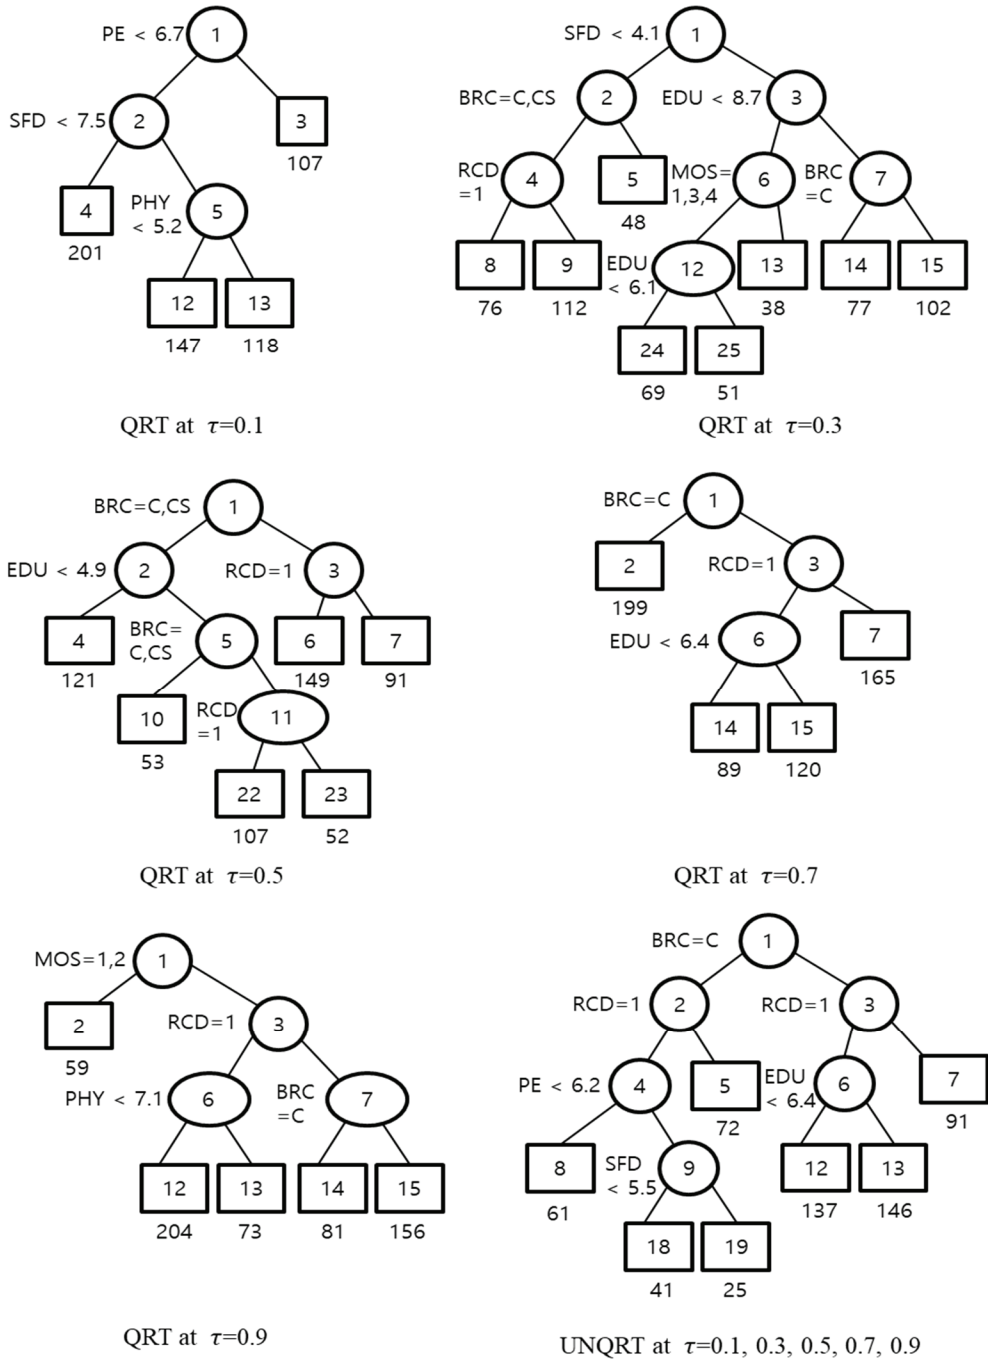 PE < 6.7 1
SFD < 7.5 2 3
107
4 PHY
< 5.2 5
201
12 13
147 118
QRT at τ=0.1
SFD < 4.1 1
BRC=C,CS 2 EDU < 8.7 3
RCD
=1 4 5 MOS=
1,3,4 6 BRC
=C 7
48
8 9 EDU
< 6.1 12 13 14 15
76 112 38 77 102
24 25
69 51
QRT at τ=0.3
BRC=C,CS 1
EDU < 4.9 2 RCD=1 3
4 BRC=
C,CS 5 6 7
121 149 91
10 RCD
=1 11
53
22 23
107 52
QRT at τ=0.5
BRC=C 1
2 RCD=1 3
199
EDU < 6.4 6 7
165
14 15
89 120
QRT at τ=0.7
MOS=1,2 1
2 RCD=1 3
59
PHY < 7.1 6 BRC
=C 7
12 13 14 15
204 73 81 156
QRT at τ=0.9
BRC=C 1
RCD=1 2 RCD=1 3
PE < 6.2 4 5 EDU
< 6.4 6 7
72 91
8 SFD
< 5.5 9 12 13
61 137 146
18 19
41 25
UNQRT at τ=0.1, 0.3, 0.5, 0.7, 0.9